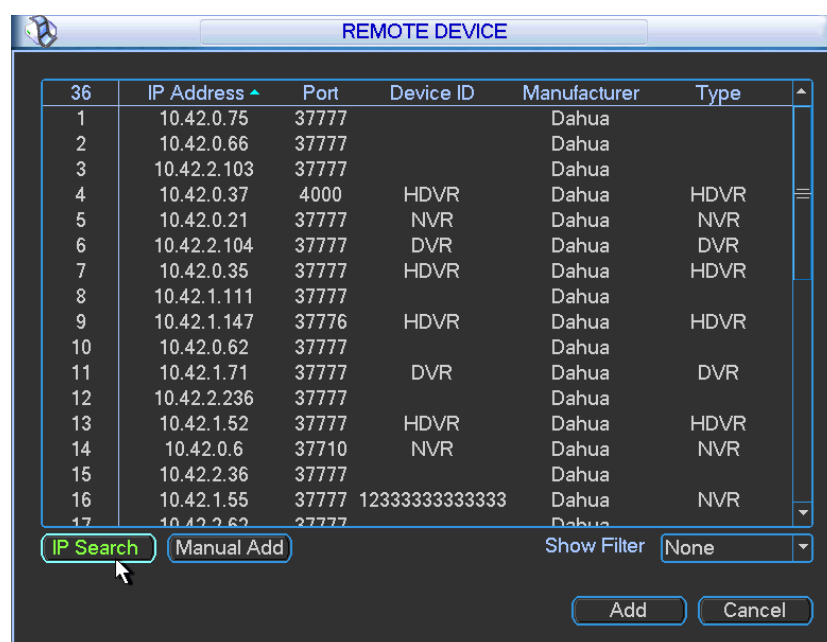 REMOTE DEVICE
36 IP Address Port Device ID Manufacturer Type
1 10.42.0.75 37777 Dahua
2 10.42.0.66 37777 Dahua
3 10.42.2.103 37777 Dahua
4 10.42.0.37 4000 HDVR Dahua HDVR
5 10.42.0.21 37777 NVR Dahua NVR
6 10.42.2.104 37777 DVR Dahua DVR
7 10.42.0.35 37777 HDVR Dahua HDVR
8 10.42.1.111 37777 Dahua
9 10.42.1.147 37776 HDVR Dahua HDVR
10 10.42.0.62 37777 Dahua
11 10.42.1.71 37777 DVR Dahua DVR
12 10.42.2.236 37777 Dahua
13 10.42.1.52 37777 HDVR Dahua HDVR
14 10.42.0.6 37710 NVR Dahua NVR
15 10.42.2.36 37777 Dahua
16 10.42.1.55 37777 12333333333333 Dahua NVR
17 10.42.2.62 37777 Dahua
IP Search Manual Add Show Filter None
Add Cancel